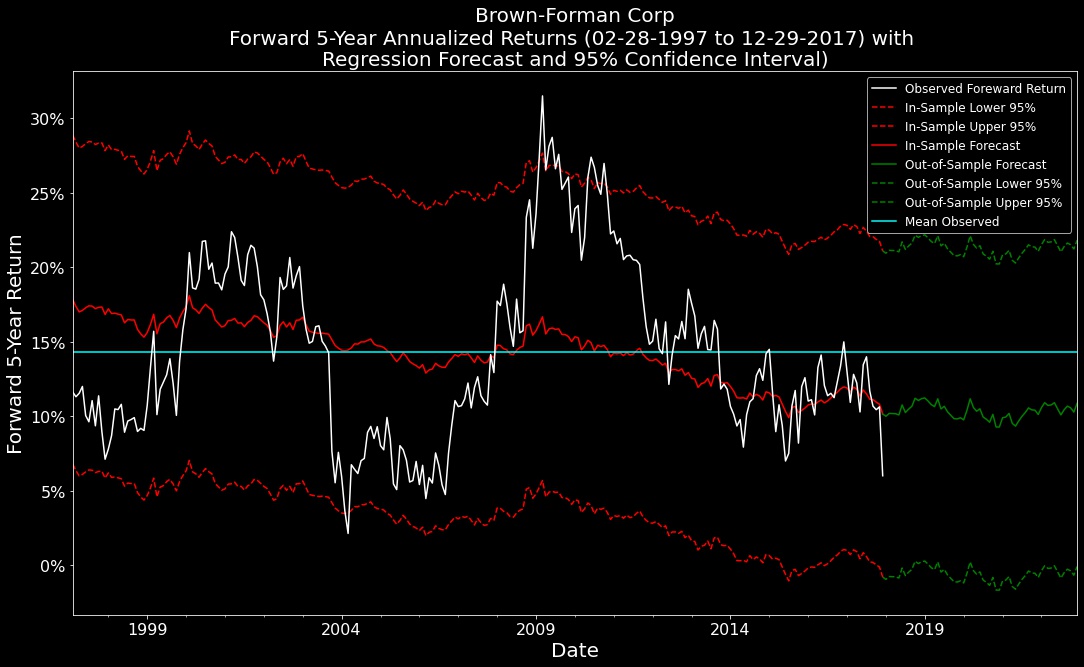 Brown-Forman Corp
Forward 5-Year Annualized Returns (02-28-1997 to 12-29-2017) with
Regression Forecast and 95% Confidence Interval)
Observed Foreward Return
In-Sample Lower 95%
In-Sample Upper 95%
In-Sample Forecast
Out-of-Sample Forecast
Out-of-Sample Lower 95%
Out-of-Sample Upper 95%
Mean Observed
Forward 5-Year Return
30%
25%
20%
15%
10%
5%
0%
1999 2004 2009 2014 2019
Date